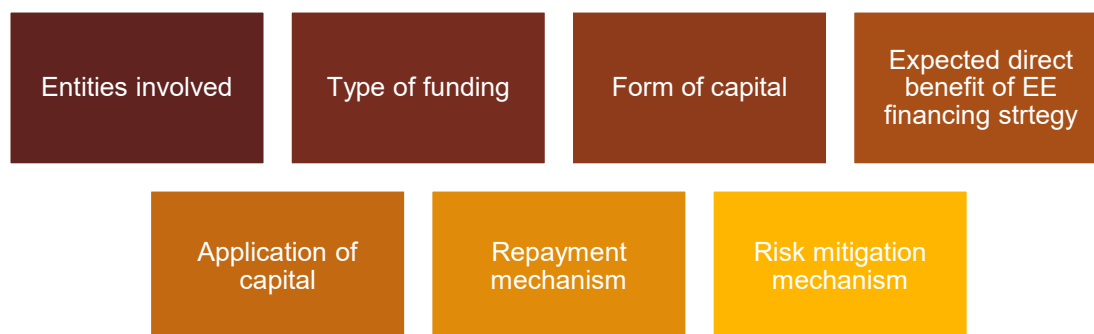 Entities involved
Type of funding
Form of capital
Expected direct
benefit of EE
financing strtegy
Application of
capital
Repayment
mechanism
Risk mitigation
mechanism